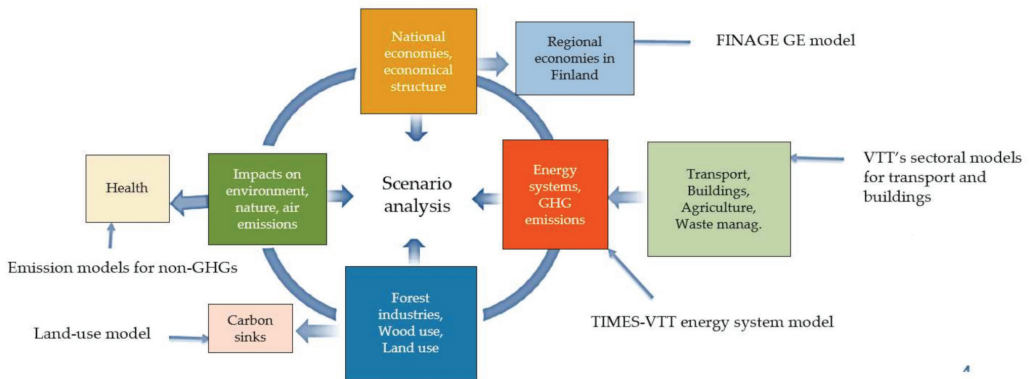 National
economies,
economical
structure
Regional
economies in
Finland
FINAGE GE model
Health
Impacts on
environment,
nature, air
emissions
Scenario
analysis
Energy
systems,
GHG
emissions
Transport,
Buildings,
Agriculture,
Waste manag.
VTT's sectoral models
for transport and
buildings
Emission models for non-GHGs
Land-use model
Carbon
sinks
Forest
industries,
Wood use,
Land use
TIMES-VTT energy system model